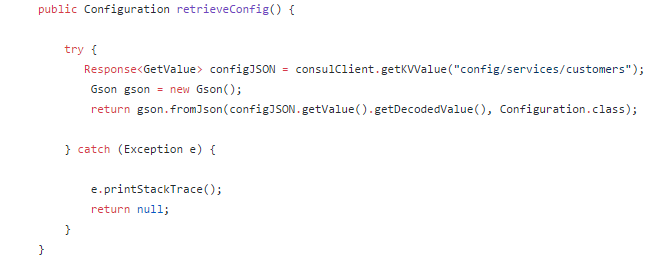 public Configuration retrieveConfig() {
try {
Response<GetValue> configJSON = consulClient.getKVValue("config/services/customers");
Gson gson = new Gson();
return gson.fromJson(configJSON.getValue().getDecodedValue(), Configuration.class);
} catch (Exception e) {
e.printStackTrace();
return null;
}
}